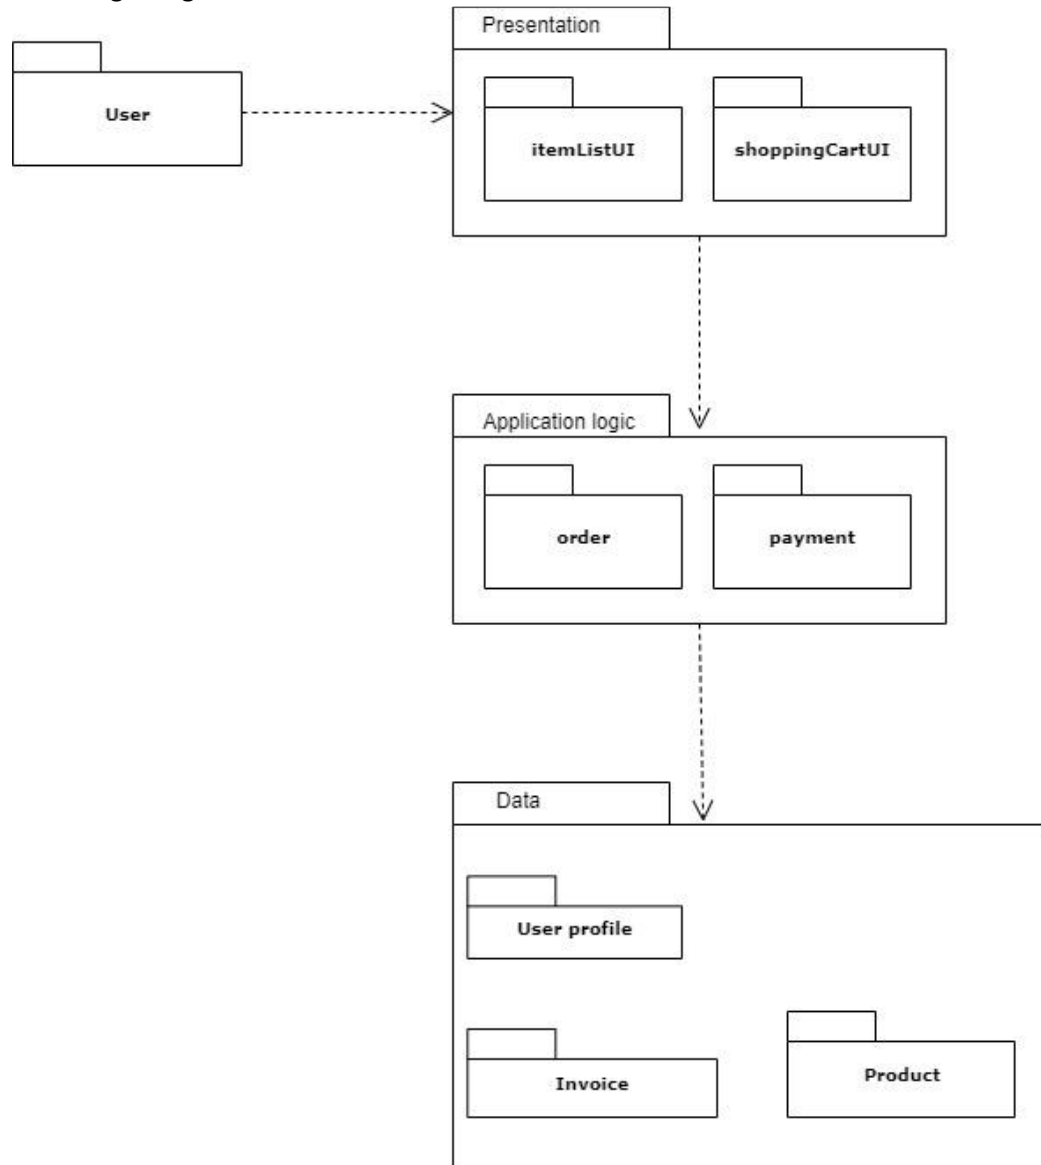 Presentation
User
itemListUI
shoppingCartUI
Application logic
order
payment
Data
User profile
Invoice
Product